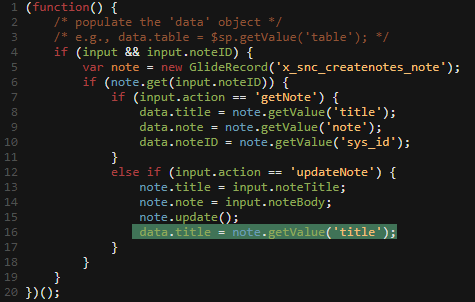 1 (function() {
2 /* populate the 'data' object */
3 /* e.g., data.table = $sp.getValue('table'); */
4 if (input && input.noteID) {
5 var note = new GlideRecord('x_snc_createnotes_note');
6 if (note.get(input.noteID)) {
7 if (input.action == 'getNote') {
8 data.title = note.getValue('title');
9 data.note = note.getValue('note');
10 data.noteID = note.getValue('sys_id');
11 }
12 else if (input.action == 'updateNote') {
13 note.title = input.noteTitle;
14 note.note = input.noteBody;
15 note.update();
16 data.title = note.getValue('title');
17 }
18 }
19 }
20 })();